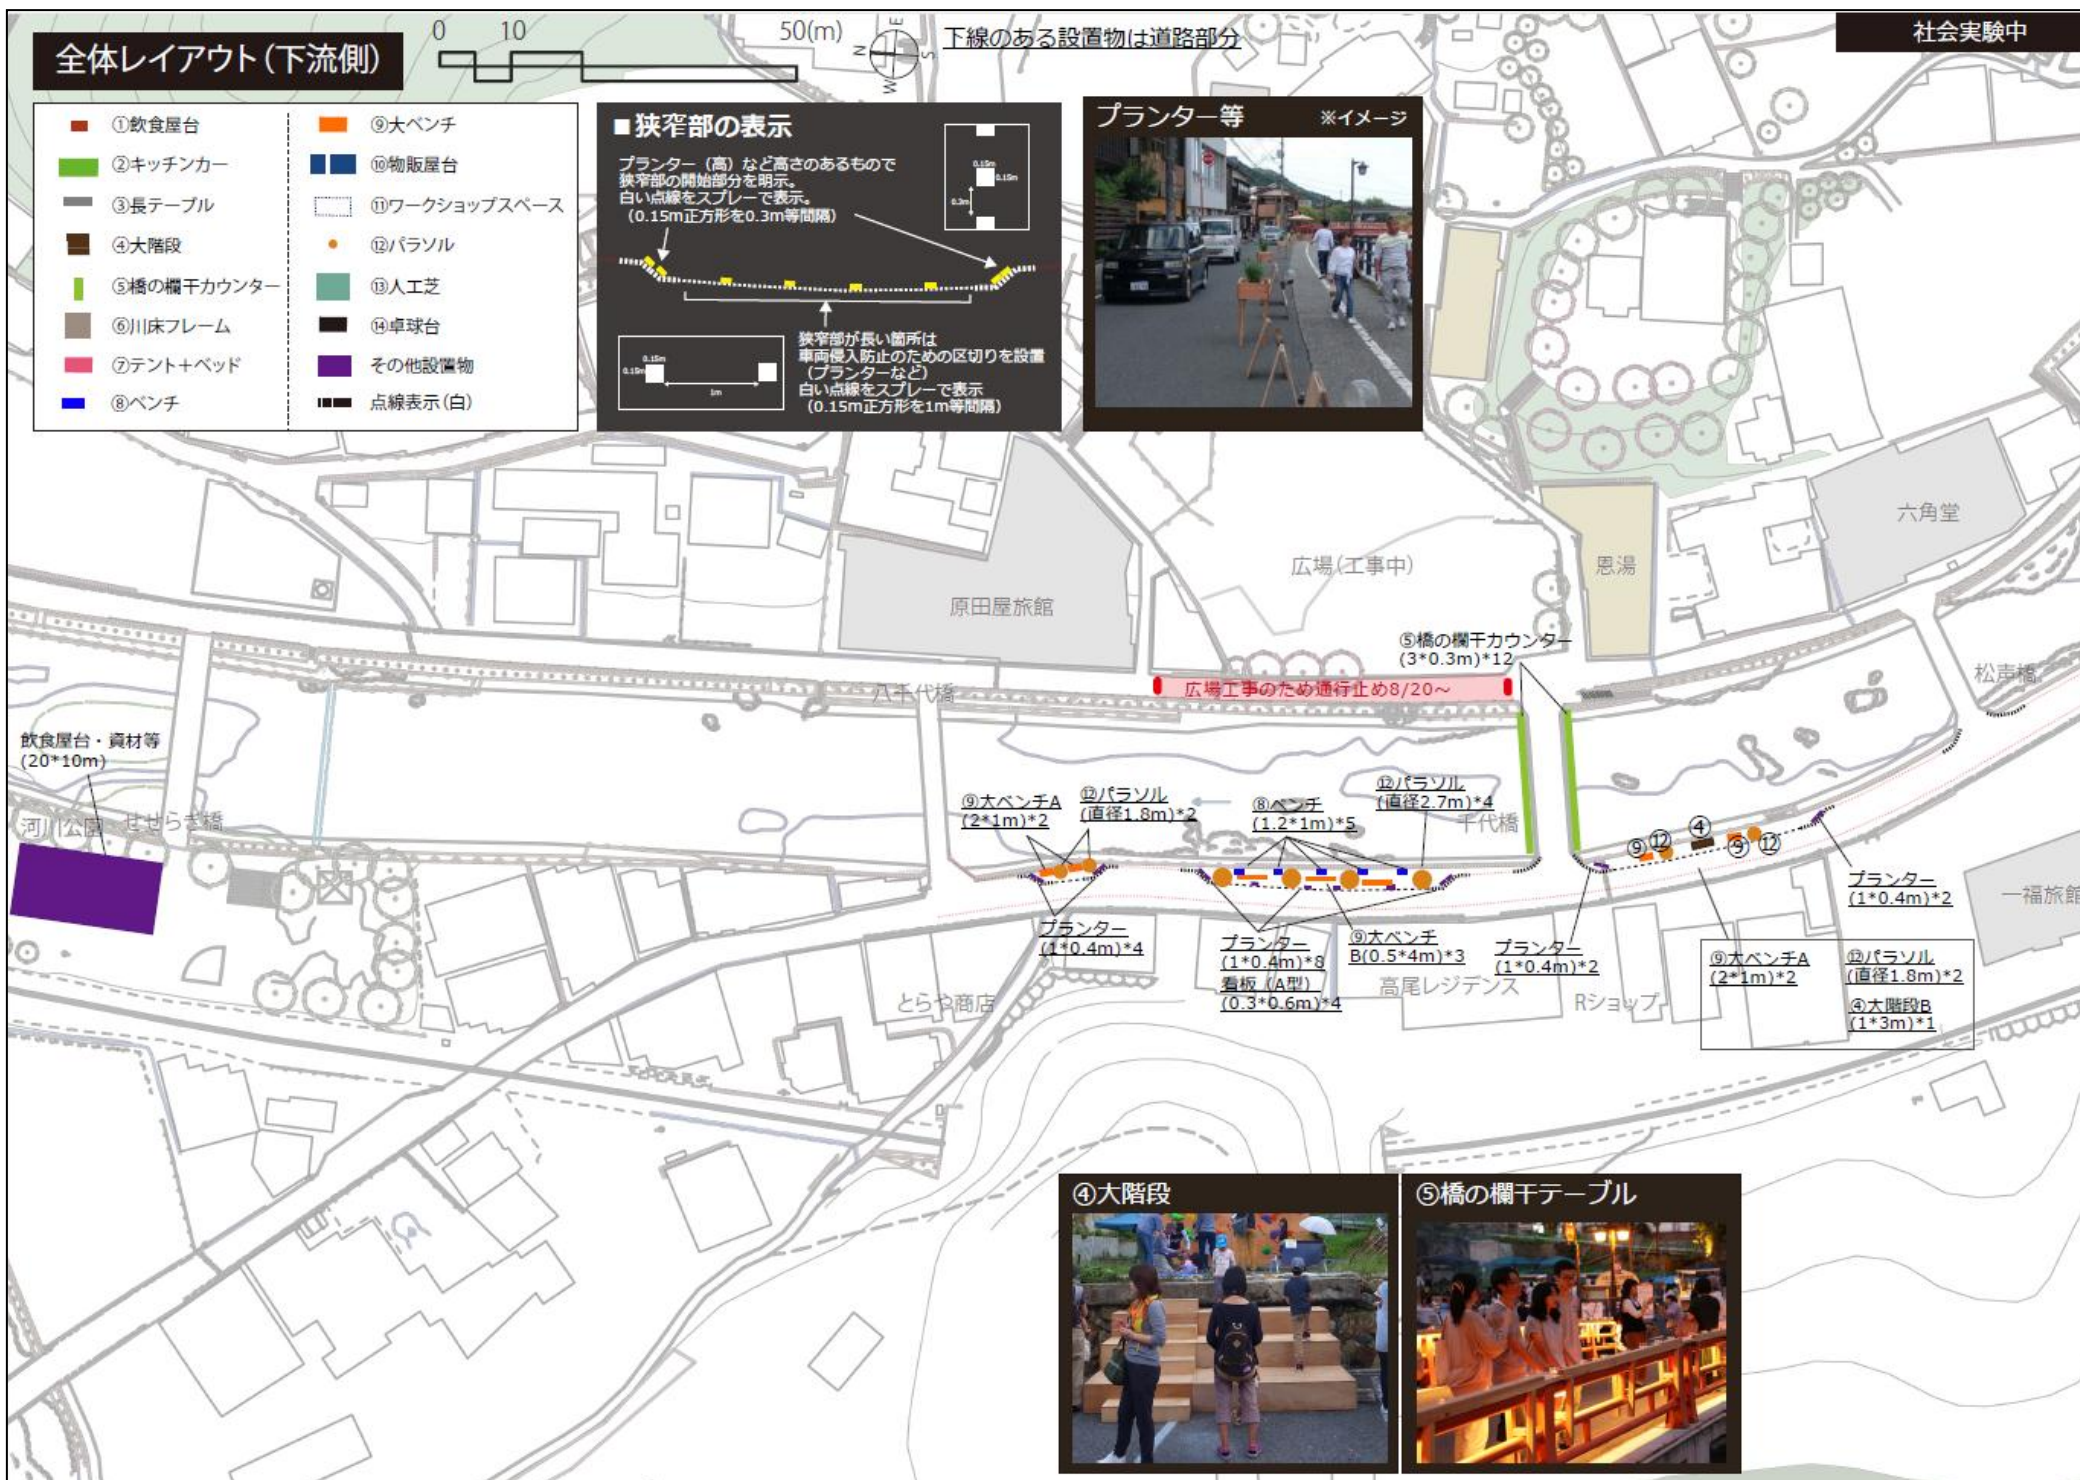 全体レイアウト（下流側）
0 10 50(m)
N E S W
下線のある設置物は道路部分
社会実験中
①飲食屋台
②キッチンカー
③長テーブル
④大階段
⑤橋の欄干カウンター
⑥川床フレーム
⑦テント＋ベッド
⑧ベンチ
⑨大ベンチ
⑩物販屋台
⑪ワークショップスペース
⑫パラソル
⑬人工芝
⑭卓球台
その他設置物
点線表示（白）
■狭窄部の表示
プランター（高）など高さのあるもので
狭窄部の開始部分を明示。
白い点線をスプレーで表示。
（0.15m正方形を0.3m等間隔）
0.15m
0.15m
0.3m
狭窄部が長い箇所は
車両侵入防止のための区切りを設置
（プランターなど）
白い点線をスプレーで表示
（0.15m正方形を1m等間隔）
0.15m
0.15m
1m
プランター等 ※イメージ
六角堂
恩湯
広場（工事中）
原田屋旅館
⑤橋の欄干カウンター
(3*0.3m)*12
松声橋
八千代橋
広場工事のため通行止め8/20～
飲食屋台・資材等
(20*10m)
河川公園
せせらぎ橋
⑨大ベンチA
(2*1m)*2
⑫パラソル
(直径1.8m)*2
⑧ベンチ
(1.2*1m)*5
⑫パラソル
(直径2.7m)*4
千代橋
⑨ ⑫ ④ ⑨ ⑫
プランター
(1*0.4m)*2
一福旅館
プランター
(1*0.4m)*4
プランター
(1*0.4m)*8
看板（A型）
(0.3*0.6m)*4
⑨大ベンチ
B(0.5*4m)*3
プランター
(1*0.4m)*2
⑨大ベンチA
(2*1m)*2
⑫パラソル
(直径1.8m)*2
④大階段B
(1*3m)*1
とらや商店
高尾レジデンス
Rショップ
④大階段
⑤橋の欄干テーブル